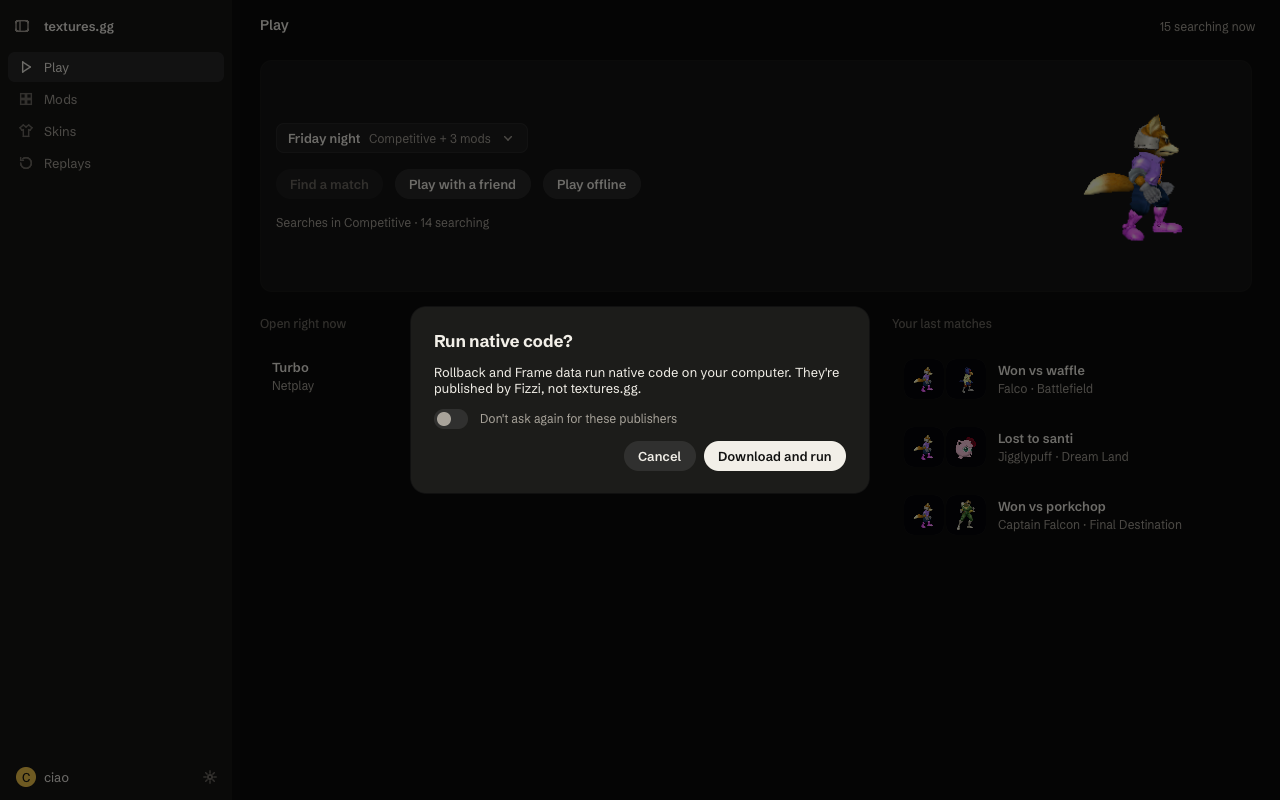 textures.gg
Play
Mods
Skins
Replays
C ciao
Play
15 searching now
Friday night Competitive + 3 mods
Find a match
Play with a friend
Play offline
Searches in Competitive · 14 searching
Open right now
Turbo
Netplay
Your last matches
Won vs waffle
Falco · Battlefield
Lost to santi
Jigglypuff · Dream Land
Won vs porkchop
Captain Falcon · Final Destination
Run native code?
Rollback and Frame data run native code on your computer. They're
published by Fizzi, not textures.gg.
Don't ask again for these publishers
Cancel
Download and run